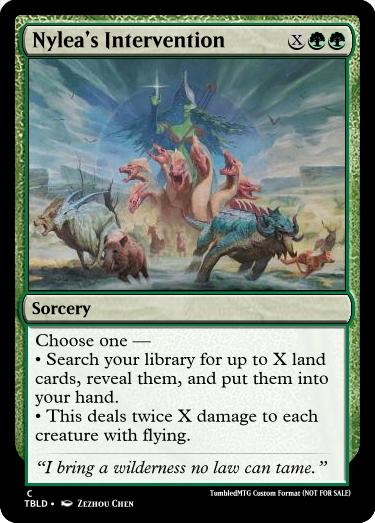 Nylea's Intervention X
Sorcery
Choose one —
• Search your library for up to X land
cards, reveal them, and put them into
your hand.
• This deals twice X damage to each
creature with flying.
"I bring a wilderness no law can tame."
C
TBLD • Zezhou Chen
TumbledMTG Custom Format (NOT FOR SALE)